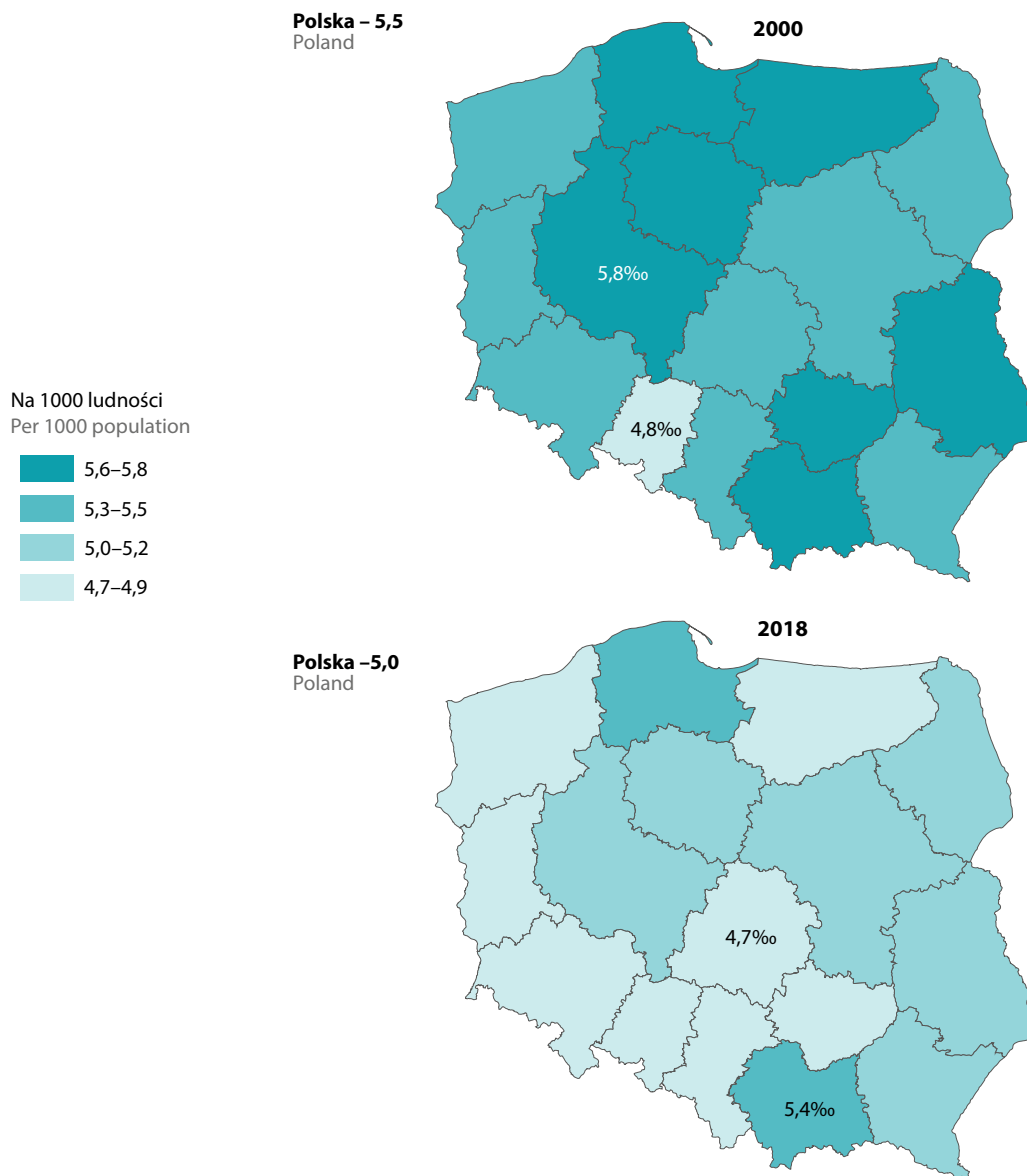 Polska – 5,5
Poland
2000
5,8‰
4,8‰
Na 1000 ludności
Per 1000 population
5,6–5,8
5,3–5,5
5,0–5,2
4,7–4,9
Polska –5,0
Poland
2018
4,7‰
5,4‰